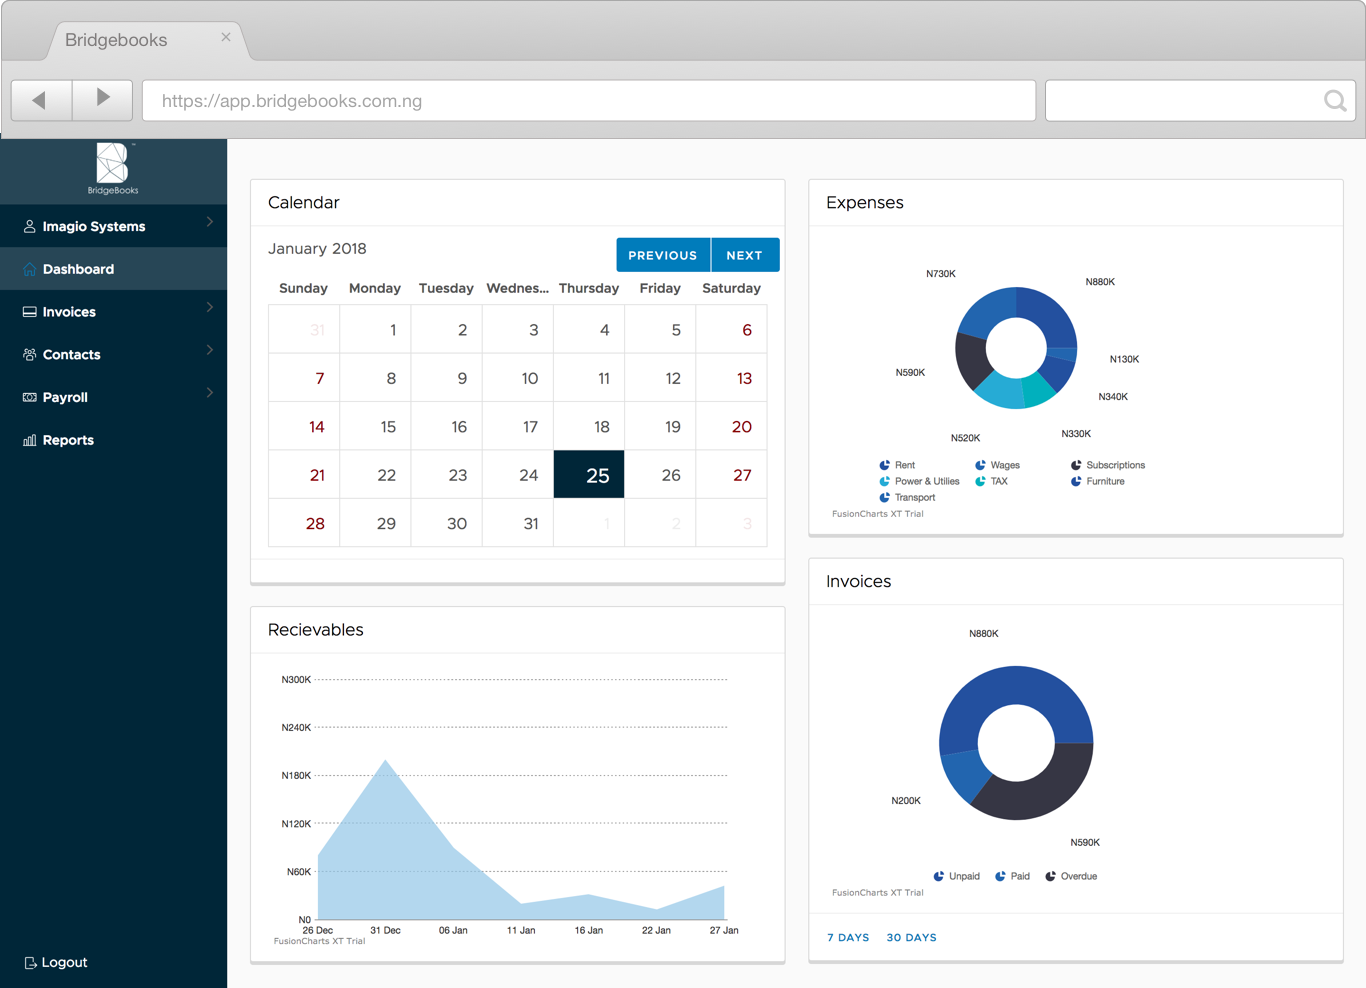 Bridgebooks ×
https://app.bridgebooks.com.ng
B ™
BridgeBooks
Imagio Systems
Dashboard
Invoices
Contacts
Payroll
Reports
Logout
Calendar
January 2018
PREVIOUS NEXT
Sunday Monday Tuesday Wednes... Thursday Friday Saturday
31 1 2 3 4 5 6
7 8 9 10 11 12 13
14 15 16 17 18 19 20
21 22 23 24 25 26 27
28 29 30 31 1 2 3
Recievables
N300K
N240K
N180K
N120K
N60K
N0
26 Dec 31 Dec 06 Jan 11 Jan 16 Jan 22 Jan 27 Jan
FusionCharts XT Trial
Expenses
N730K
N880K
N130K
N590K
N340K
N330K
N520K
Rent Wages Subscriptions
Power & Utilies TAX Furniture
Transport
FusionCharts XT Trial
Invoices
N880K
N200K
N590K
Unpaid Paid Overdue
FusionCharts XT Trial
7 DAYS 30 DAYS